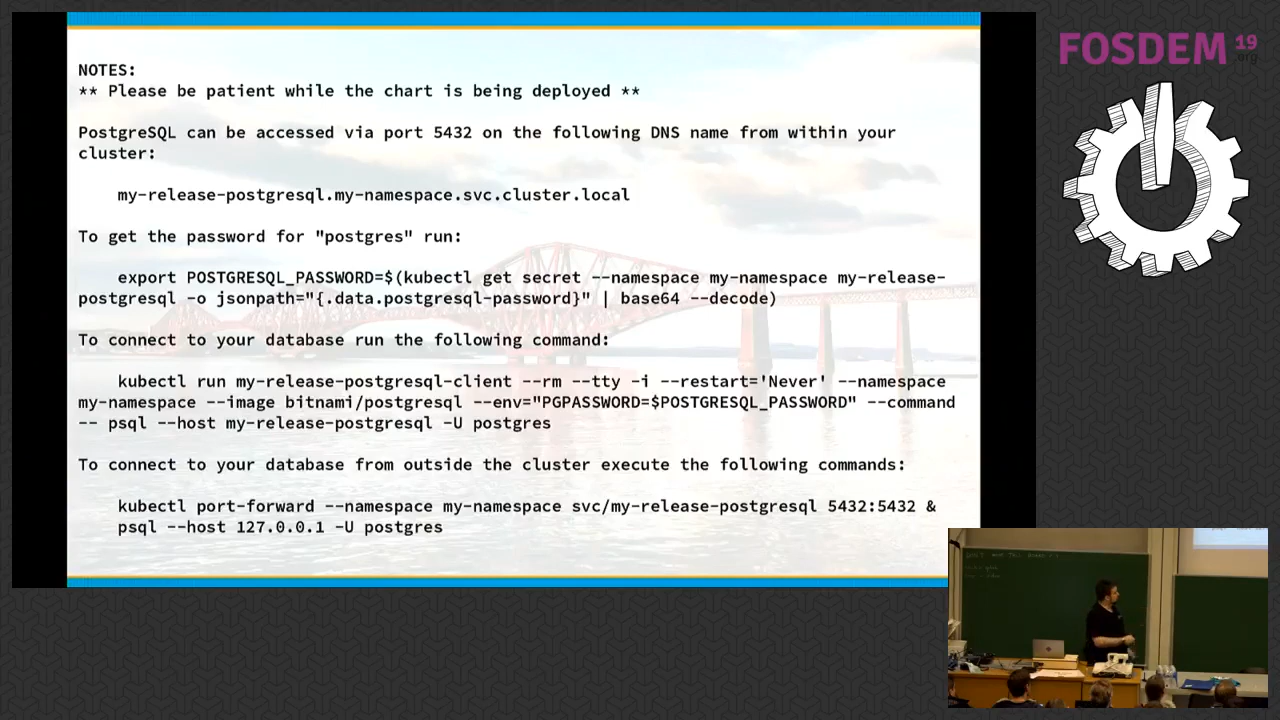 FOSDEM 19
.org
NOTES:
** Please be patient while the chart is being deployed **
PostgreSQL can be accessed via port 5432 on the following DNS name from within your
cluster:
my-release-postgresql.my-namespace.svc.cluster.local
To get the password for "postgres" run:
export POSTGRESQL_PASSWORD=$(kubectl get secret --namespace my-namespace my-release-
postgresql -o jsonpath="{.data.postgresql-password}" | base64 --decode)
To connect to your database run the following command:
kubectl run my-release-postgresql-client --rm --tty -i --restart='Never' --namespace
my-namespace --image bitnami/postgresql --env="PGPASSWORD=$POSTGRESQL_PASSWORD" --command
-- psql --host my-release-postgresql -U postgres
To connect to your database from outside the cluster execute the following commands:
kubectl port-forward --namespace my-namespace svc/my-release-postgresql 5432:5432 &
psql --host 127.0.0.1 -U postgres